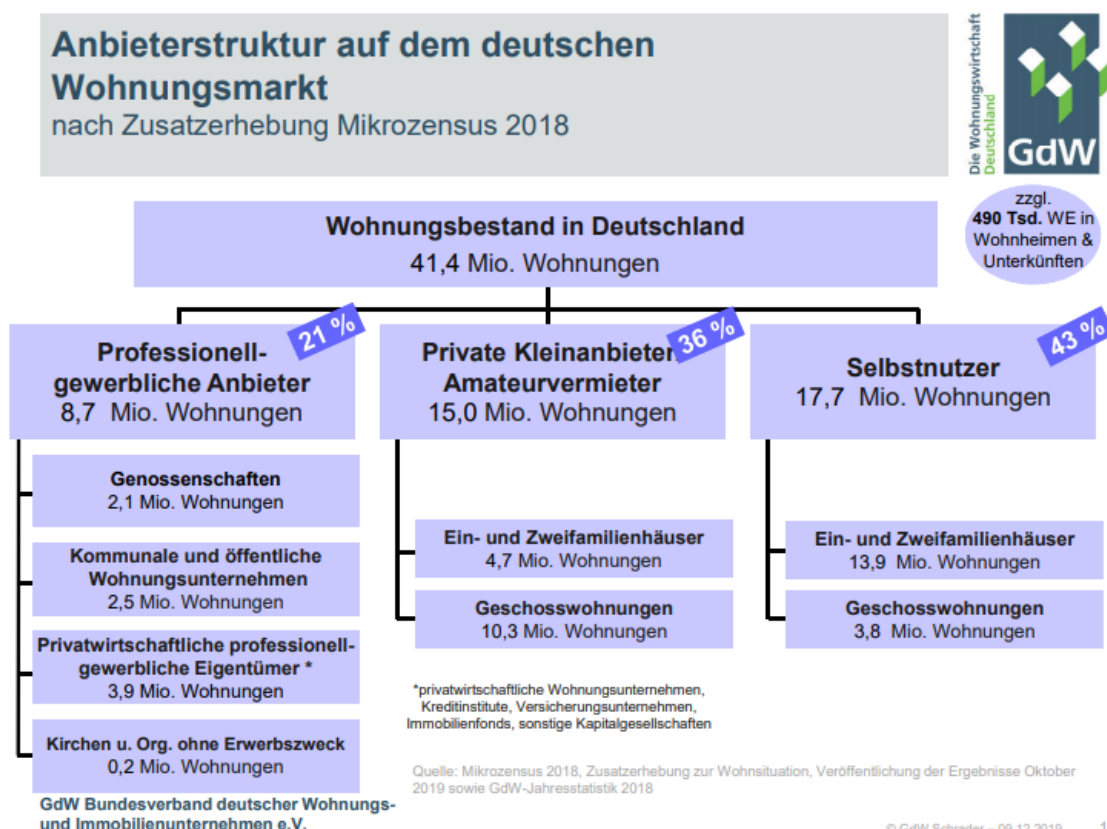 Anbieterstruktur auf dem deutschen
Wohnungsmarkt
nach Zusatzerhebung Mikrozensus 2018
Die Wohnungswirtschaft
Deutschland
GdW
zzgl.
490 Tsd. WE in
Wohnheimen &
Unterkünften
Wohnungsbestand in Deutschland
41,4 Mio. Wohnungen
21 %
Professionell-
gewerbliche Anbieter
8,7 Mio. Wohnungen
36 %
Private Kleinanbieter
Amateurvermieter
15,0 Mio. Wohnungen
43 %
Selbstnutzer
17,7 Mio. Wohnungen
Genossenschaften
2,1 Mio. Wohnungen
Kommunale und öffentliche
Wohnungsunternehmen
2,5 Mio. Wohnungen
Privatwirtschaftliche professionell-
gewerbliche Eigentümer *
3,9 Mio. Wohnungen
Kirchen u. Org. ohne Erwerbszweck
0,2 Mio. Wohnungen
Ein- und Zweifamilienhäuser
4,7 Mio. Wohnungen
Geschosswohnungen
10,3 Mio. Wohnungen
Ein- und Zweifamilienhäuser
13,9 Mio. Wohnungen
Geschosswohnungen
3,8 Mio. Wohnungen
*privatwirtschaftliche Wohnungsunternehmen,
Kreditinstitute, Versicherungsunternehmen,
Immobilienfonds, sonstige Kapitalgesellschaften
Quelle: Mikrozensus 2018, Zusatzerhebung zur Wohnsituation, Veröffentlichung der Ergebnisse Oktober
2019 sowie GdW-Jahresstatistik 2018
GdW Bundesverband deutscher Wohnungs-
und Immobilienunternehmen e.V.
© GdW Schrader – 09.12.2019 1